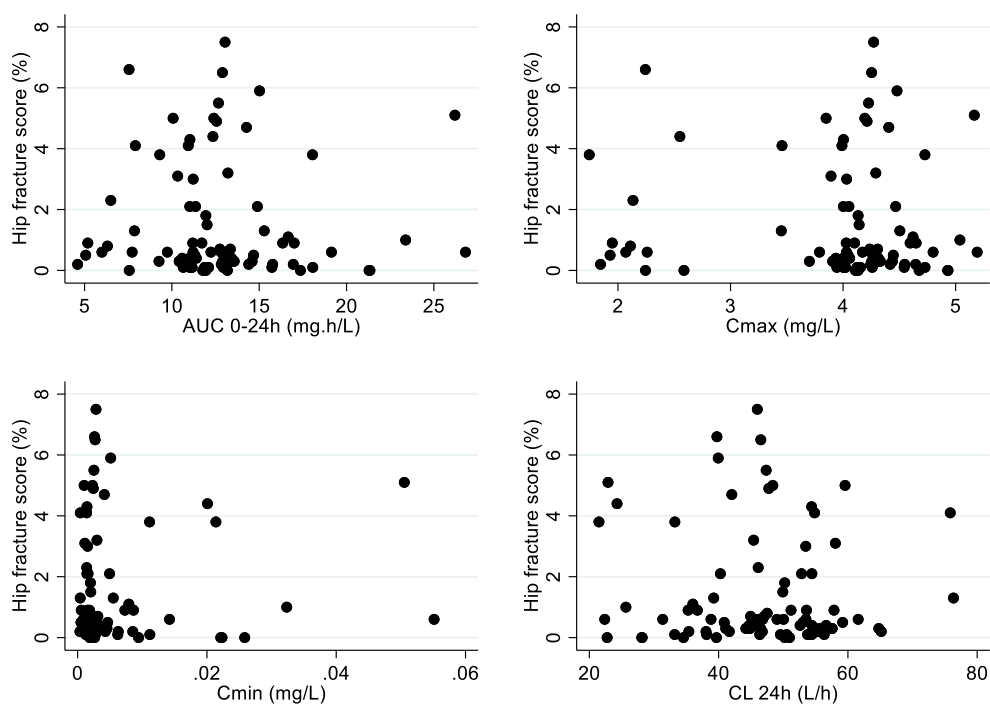 Hip fracture score (%)
8
6
4
2
0
5 10 15 20 25
AUC 0-24h (mg.h/L)
Hip fracture score (%)
8
6
4
2
0
2 3 4 5
Cmax (mg/L)
Hip fracture score (%)
8
6
4
2
0
0 .02 .04 .06
Cmin (mg/L)
Hip fracture score (%)
8
6
4
2
0
20 40 60 80
CL 24h (L/h)